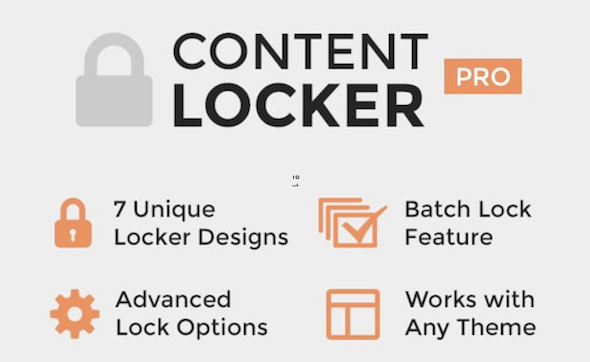 CONTENT
LOCKER
PRO
7 Unique
Locker Designs
Batch Lock
Feature
Advanced
Lock Options
Works with
Any Theme